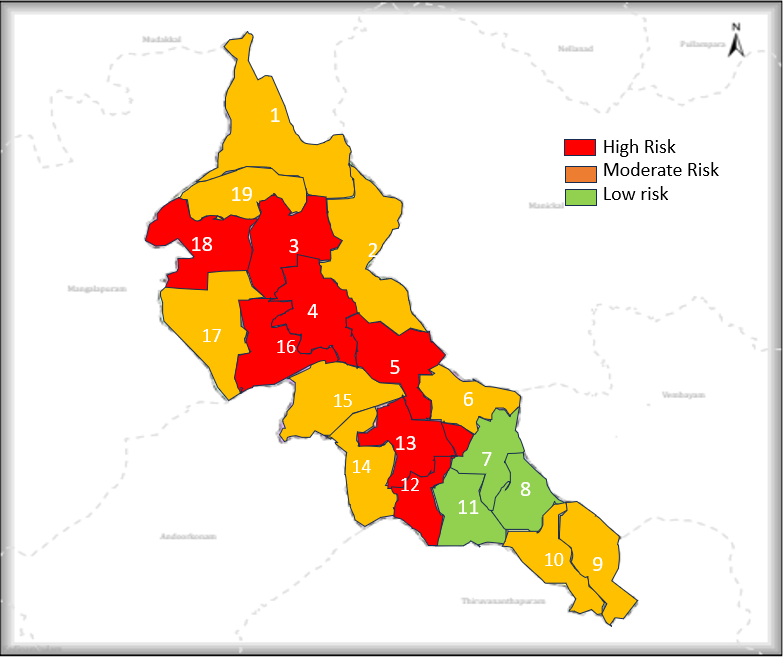 Mudakkal
Nellanad
Pullampara
N
1
High Risk
Moderate Risk
Low risk
19
Manickal
18
3
2
Mangalapuram
4
17
16
5
15
6
Vembayam
13
7
14
12
8
11
Andoorkonam
10
9
Thiruvananthapuram